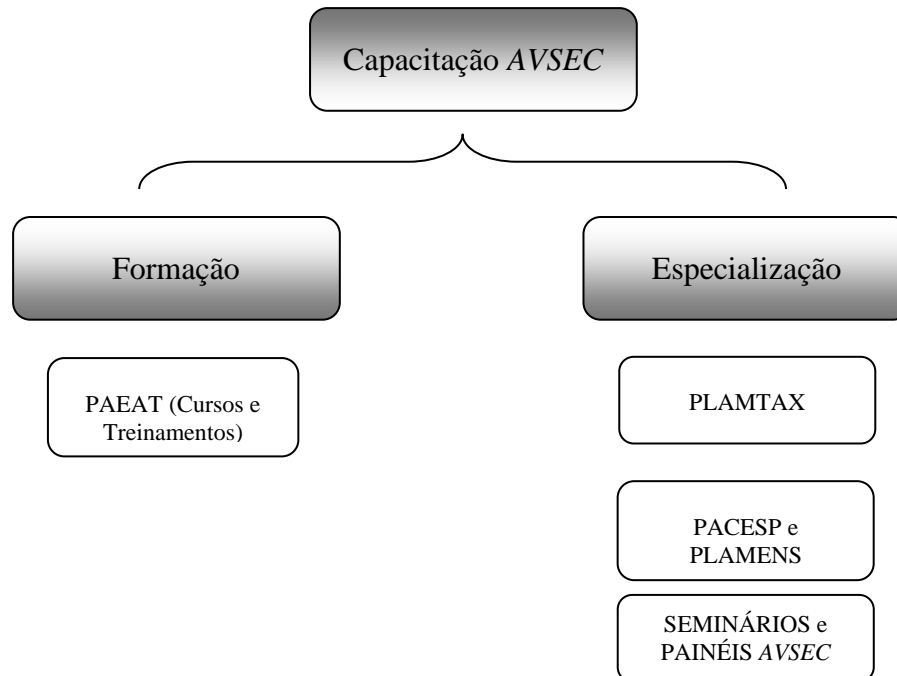 Capacitação AVSEC
Formação
Especialização
PAEAT (Cursos e
Treinamentos)
PLAMTAX
PACESP e
PLAMENS
SEMINÁRIOS e
PAINÉIS AVSEC